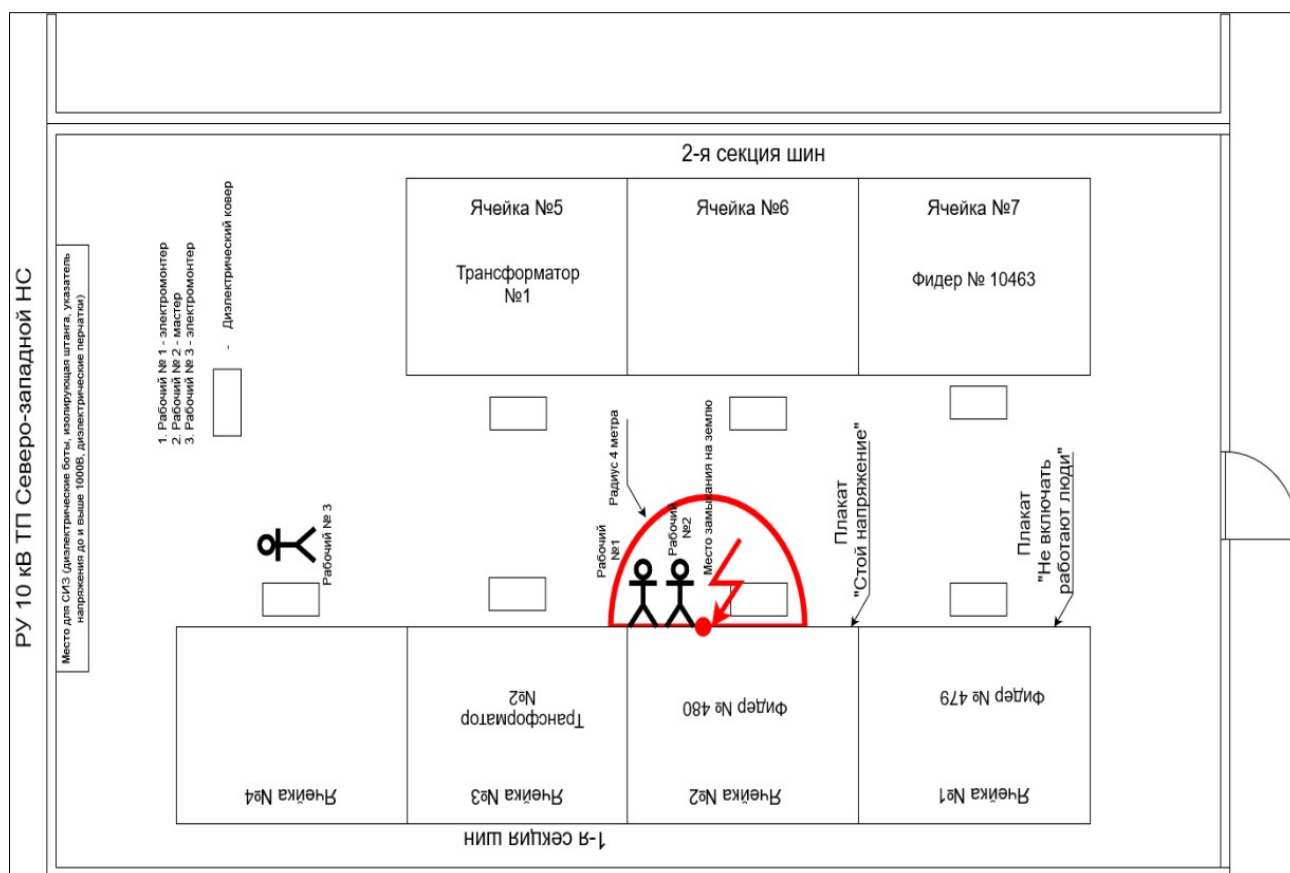 РУ 10 кВ ТП Северо-западной НС
Место для СИЗ (диэлектрические боты, изолирующая штанга, указатель
напряжения до и выше 1000В, диэлектрические перчатки)
1. Рабочий № 1 - электромонтер
2. Рабочий № 2 - мастер
3. Рабочий № 3 - электромонтер
- Диэлектрический ковер
2-я секция шин
Ячейка №5
Трансформатор
№1
Ячейка №6
Ячейка №7
Фидер № 10463
Рабочий № 3
Радиус 4 метра
Рабочий
№1
Рабочий
№2
Место замыкания на землю
Плакат
"Стой напряжение"
Плакат
"Не включать
работают люди"
Ячейка №4
Трансформатор
№2
Ячейка №3
Фидер № 480
Ячейка №2
Фидер № 479
Ячейка №1
1-я секция шин